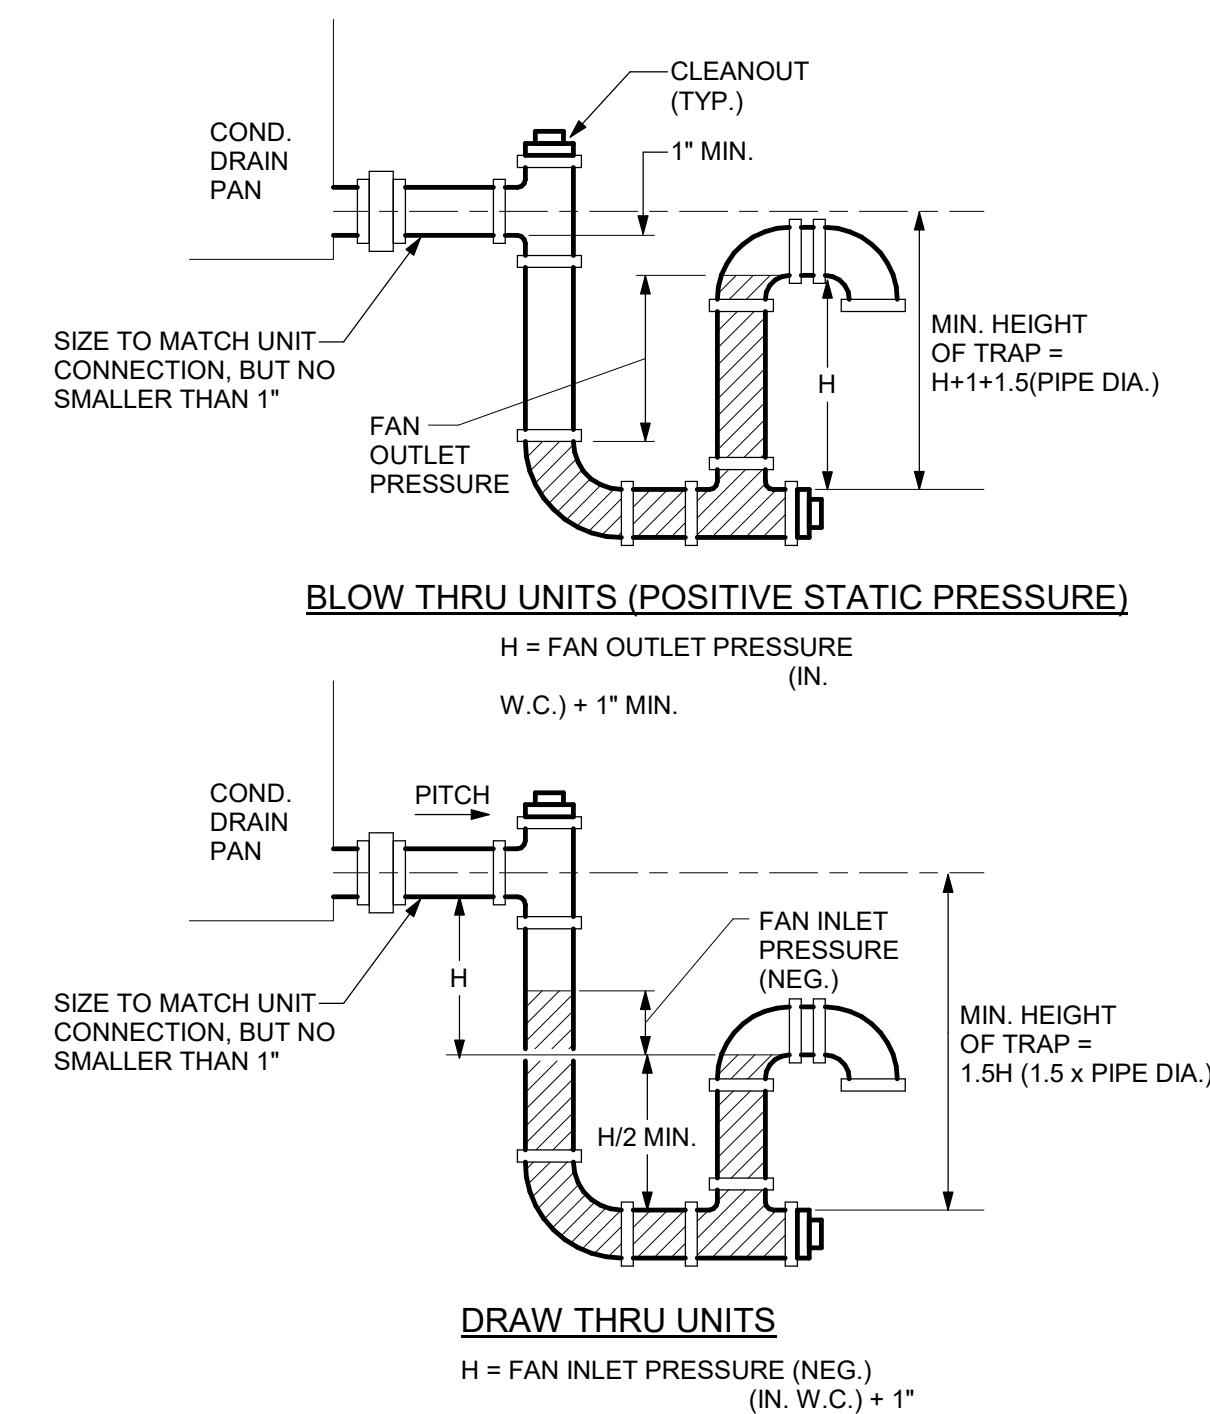 CLEANOUT
(TYP.)
COND.
DRAIN
PAN
1" MIN.
SIZE TO MATCH UNIT
CONNECTION, BUT NO
SMALLER THAN 1"
FAN
OUTLET
PRESSURE
H
MIN. HEIGHT
OF TRAP =
H+1+1.5(PIPE DIA.)
BLOW THRU UNITS (POSITIVE STATIC PRESSURE)
H = FAN OUTLET PRESSURE
(IN.
W.C.) + 1" MIN.
COND.
DRAIN
PAN
PITCH
FAN INLET
PRESSURE
(NEG.)
H
SIZE TO MATCH UNIT
CONNECTION, BUT NO
SMALLER THAN 1"
MIN. HEIGHT
OF TRAP =
1.5H (1.5 x PIPE DIA.)
H/2 MIN.
DRAW THRU UNITS
H = FAN INLET PRESSURE (NEG.)
(IN. W.C.) + 1"